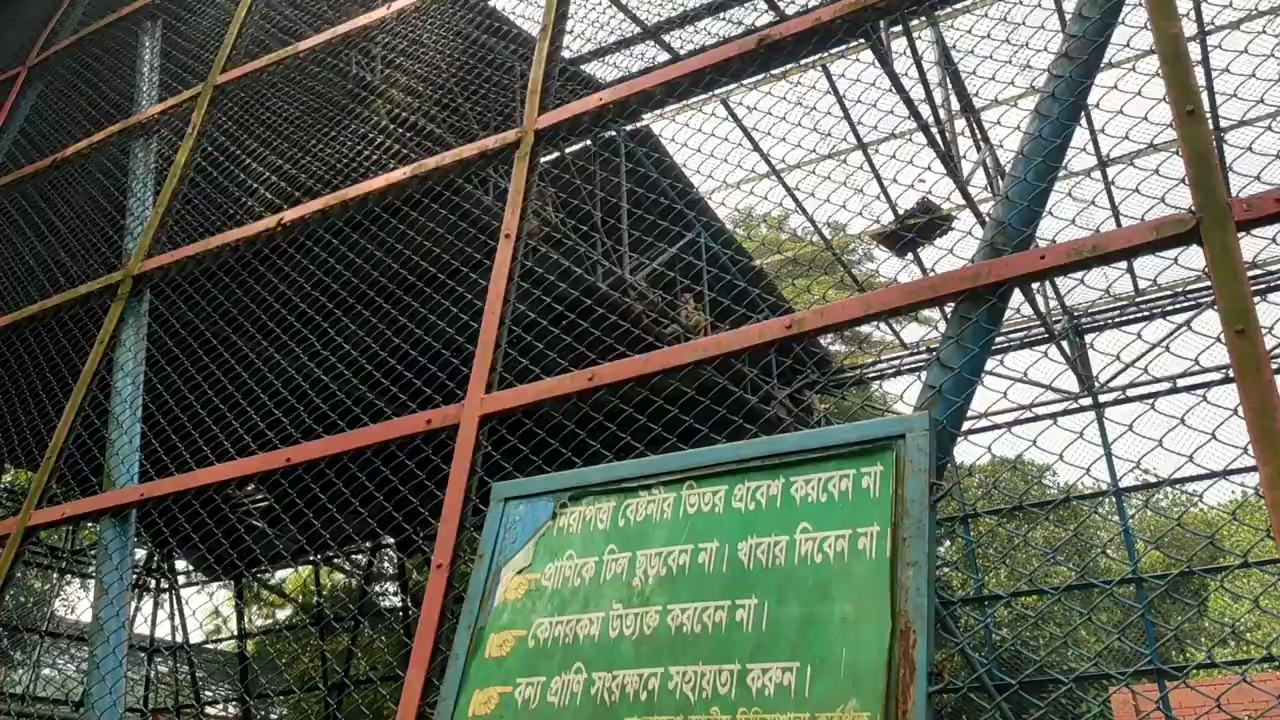 নিরাপত্তা বেষ্টনীর ভিতর প্রবেশ করবেন না
প্রাণিকে ঢিল ছুড়বেন না। খাবার দিবেন না।
কোনরকম উত্যক্ত করবেন না।
বন্য প্রাণি সংরক্ষনে সহায়তা করুন।